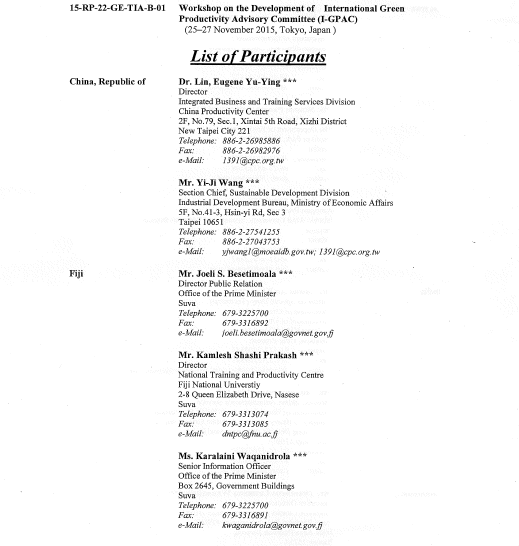 15-RP-22-GE-TIA-B-01 Workshop on the Development of International Green
Productivity Advisory Committee (I-GPAC)
(25–27 November 2015, Tokyo, Japan )
List of Participants
China, Republic of
Dr. Lin, Eugene Yu-Ying ***
Director
Integrated Business and Training Services Division
China Productivity Center
2F, No.79, Sec.1, Xintai 5th Road, Xizhi District
New Taipei City 221
Telephone: 886-2-26985886
Fax: 886-2-26982976
e-Mail: 1391@cpc.org.tw
Mr. Yi-Ji Wang ***
Section Chief, Sustainable Development Division
Industrial Development Bureau, Ministry of Economic Affairs
5F, No.41-3, Hsin-yi Rd, Sec 3
Taipei 10651
Telephone: 886-2-27541255
Fax: 886-2-27043753
e-Mail: yjwang1@moeaidb.gov.tw; 1391@cpc.org.tw
Fiji
Mr. Joeli S. Besetimoala ***
Director Public Relation
Office of the Prime Minister
Suva
Telephone: 679-3225700
Fax: 679-3316892
e-Mail: joeli.besetimoala@govnet.gov.fj
Mr. Kamlesh Shashi Prakash ***
Director
National Training and Productivity Centre
Fiji National Universtiy
2-8 Queen Elizabeth Drive, Nasese
Suva
Telephone: 679-3313074
Fax: 679-3313085
e-Mail: dntpc@fnu.ac.fj
Ms. Karalaini Waqanidrola ***
Senior Information Officer
Office of the Prime Minister
Box 2645, Government Buildings
Suva
Telephone: 679-3225700
Fax: 679-3316891
e-Mail: kwaganidrola@govnet.gov.fj